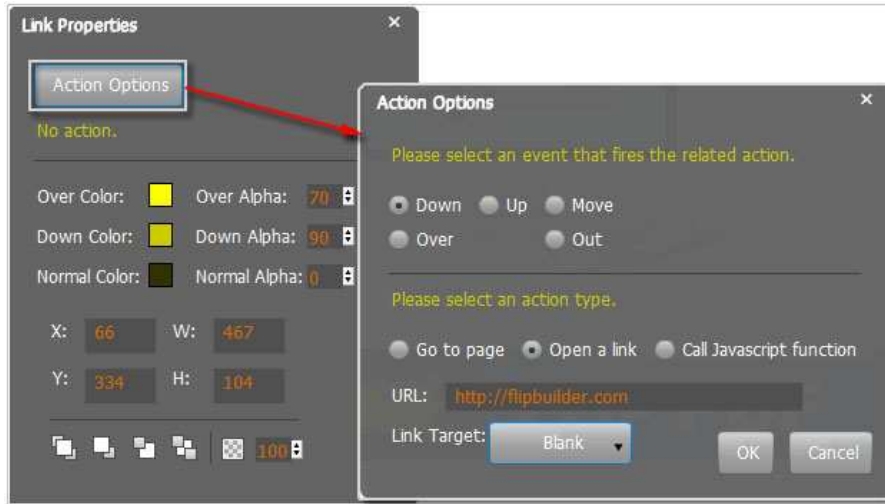 Link Properties
Action Options
No action.
Over Color: Over Alpha: 70
Down Color: Down Alpha: 90
Normal Color: Normal Alpha: 0
X: 66 W: 467
Y: 334 H: 104
100
Action Options
Please select an event that fires the related action.
Down Up Move
Over Out
Please select an action type.
Go to page Open a link Call Javascript function
URL: http://flipbuilder.com
Link Target: Blank
OK Cancel